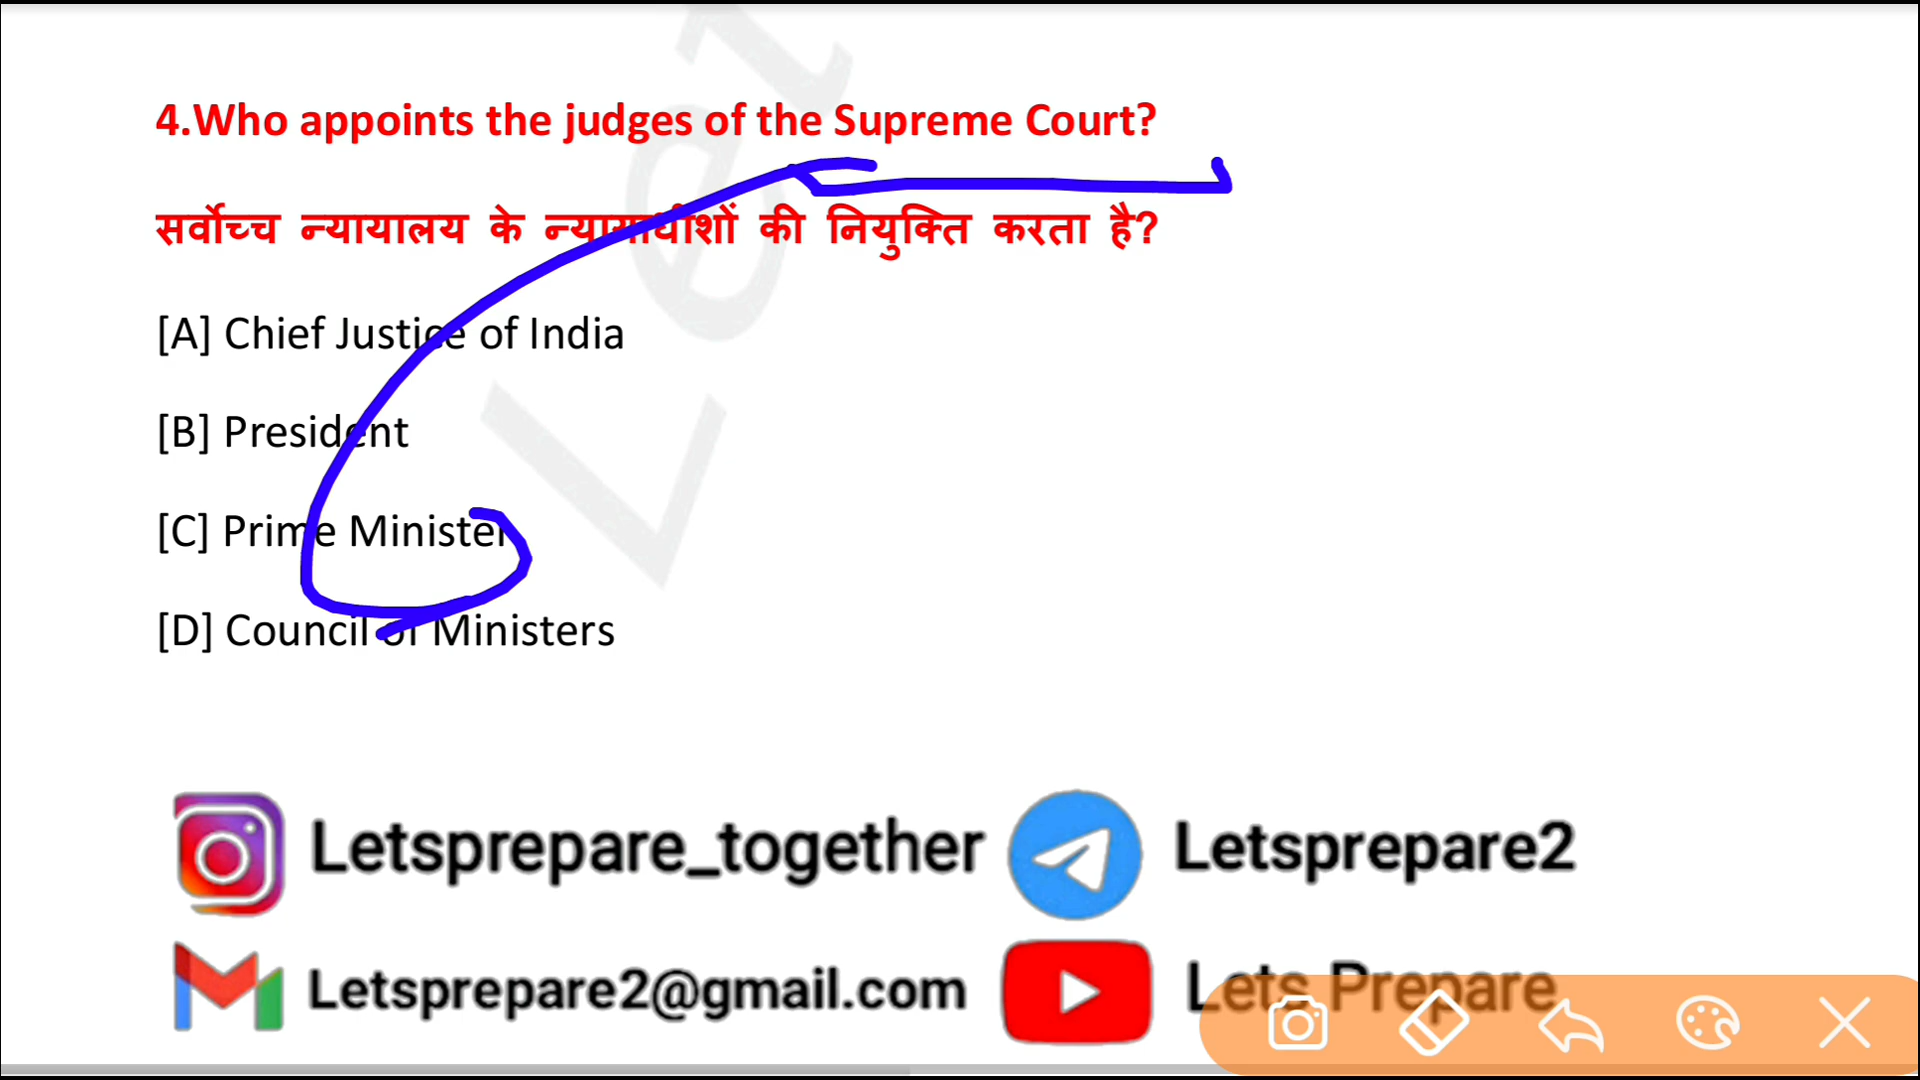 4.Who appoints the judges of the Supreme Court?
सर्वोच्च न्यायालय के न्यायाधीशों की नियुक्ति करता है?
[A] Chief Justice of India
[B] President
[C] Prime Minister
[D] Council of Ministers
Letsprepare_together
Letsprepare2
Letsprepare2@gmail.com
Lets Prepare
Let